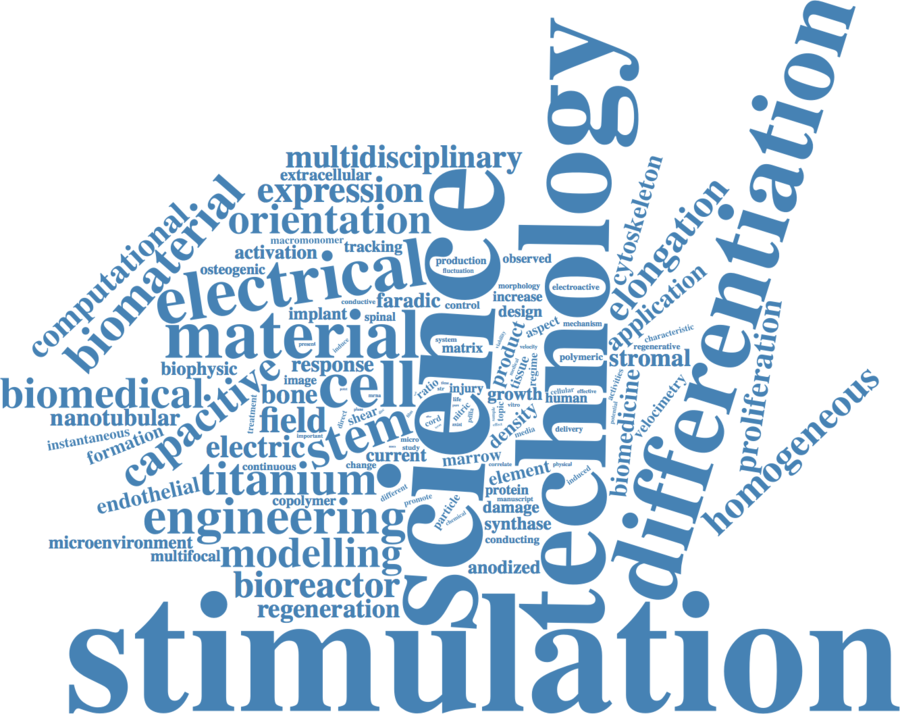 technology
differentiation
multidisciplinary
extracellular
expression
biomaterial
orientation
science
computational
cytoskeleton
elongation
macromonomer
tracking
activation
osteogenic
electrical
production
fluctuation
observed
morphology
electroactive
application
conductive
faradic
control
increase
implant
spinal
design
material
aspect
mechanism
characteristic
regenerative
present
induce
system
matrix
product
velocity
polymeric
stromal
proliferation
biophysic
response
cell
tissue
regime
biomedical
capacitive
image
bone
ratio
injury
growth
cellular
effective
human
activities
velocimetry
homogeneous
nanotubular
treatment
field
direct
shear
stem
life
nitric
cord
topic
vitro
density
media
delivery
biomedicine
instantaneous
formation
important
electric
micro
study
current
marrow
continuous
change
element
physical
endothelial
titanium
induced
different
promote
protein
manuscript
copolymer
particle
chemical
damage
engineering
synthase
microenvironment
multifocal
modelling
conducting
anodized
bioreactor
regeneration
stimulation